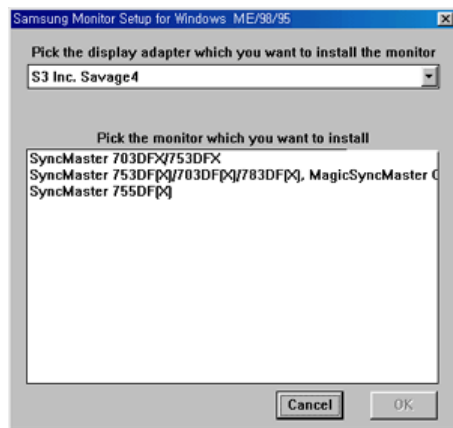 Samsung Monitor Setup for Windows ME/98/95
Pick the display adapter which you want to install the monitor
S3 Inc. Savage4
Pick the monitor which you want to install
SyncMaster 703DFX/753DFX
SyncMaster 753DF[X]/703DF[X]/783DF[X], MagicSyncMaster
SyncMaster 755DF[X]
Cancel
OK